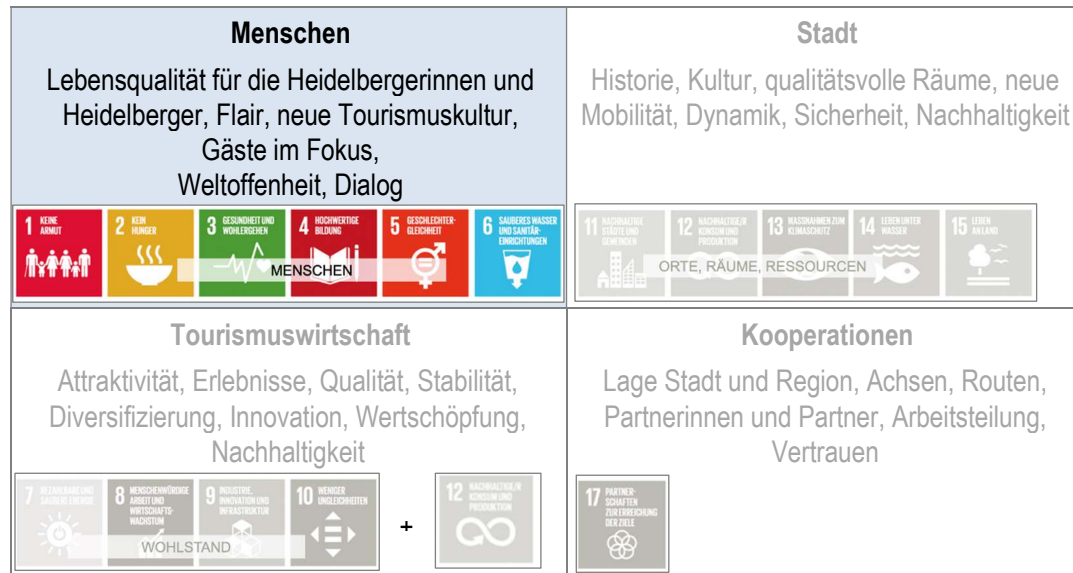 Menschen
Lebensqualität für die Heidelbergerinnen und
Heidelberger, Flair, neue Tourismuskultur,
Gäste im Fokus,
Weltoffenheit, Dialog
1 KEINE
ARMUT
2 KEIN
HUNGER
3 GESUNDHEIT UND
WOHLERGEHEN
4 HOCHWERTIGE
BILDUNG
5 GESCHLECHTER-
GLEICHHEIT
6 SAUBERES WASSER
UND SANITÄR-
EINRICHTUNGEN
MENSCHEN
Stadt
Historie, Kultur, qualitätsvolle Räume, neue
Mobilität, Dynamik, Sicherheit, Nachhaltigkeit
11 NACHHALTIGE
STÄDTE UND
GEMEINDEN
12 NACHHALTIGE/R
KONSUM UND
PRODUKTION
13 MASSNAHMEN ZUM
KLIMASCHUTZ
14 LEBEN UNTER
WASSER
15 LEBEN
AN LAND
ORTE, RÄUME, RESSOURCEN
Tourismuswirtschaft
Attraktivität, Erlebnisse, Qualität, Stabilität,
Diversifizierung, Innovation, Wertschöpfung,
Nachhaltigkeit
7 BEZAHLBARE UND
SAUBERE ENERGIE
8 MENSCHENWÜRDIGE
ARBEIT UND
WIRTSCHAFTS-
WACHSTUM
9 INDUSTRIE,
INNOVATION UND
INFRASTRUKTUR
10 WENIGER
UNGLEICHHEITEN
WOHLSTAND
+
12 NACHHALTIGE/R
KONSUM UND
PRODUKTION
Kooperationen
Lage Stadt und Region, Achsen, Routen,
Partnerinnen und Partner, Arbeitsteilung,
Vertrauen
17 PARTNER-
SCHAFTEN
ZUR ERREICHUNG
DER ZIELE